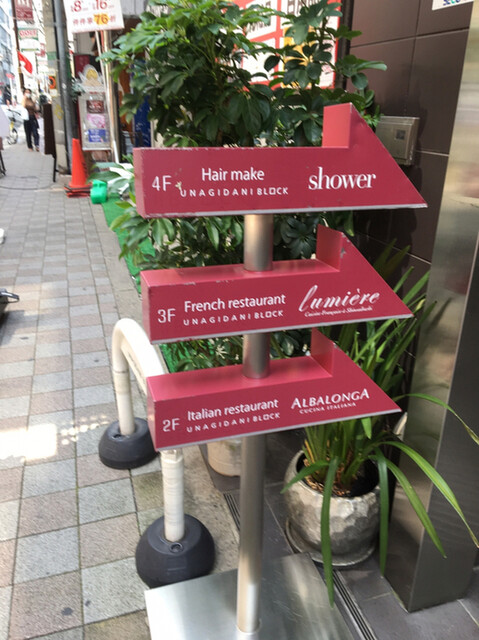 4F
Hair make
UNAGIDANI BLOCK
shower
3F
French restaurant
UNAGIDANI BLOCK
lumière
2F
Italian restaurant
UNAGIDANI BLOCK
ALBALONGA
CUCINA ITALIANA